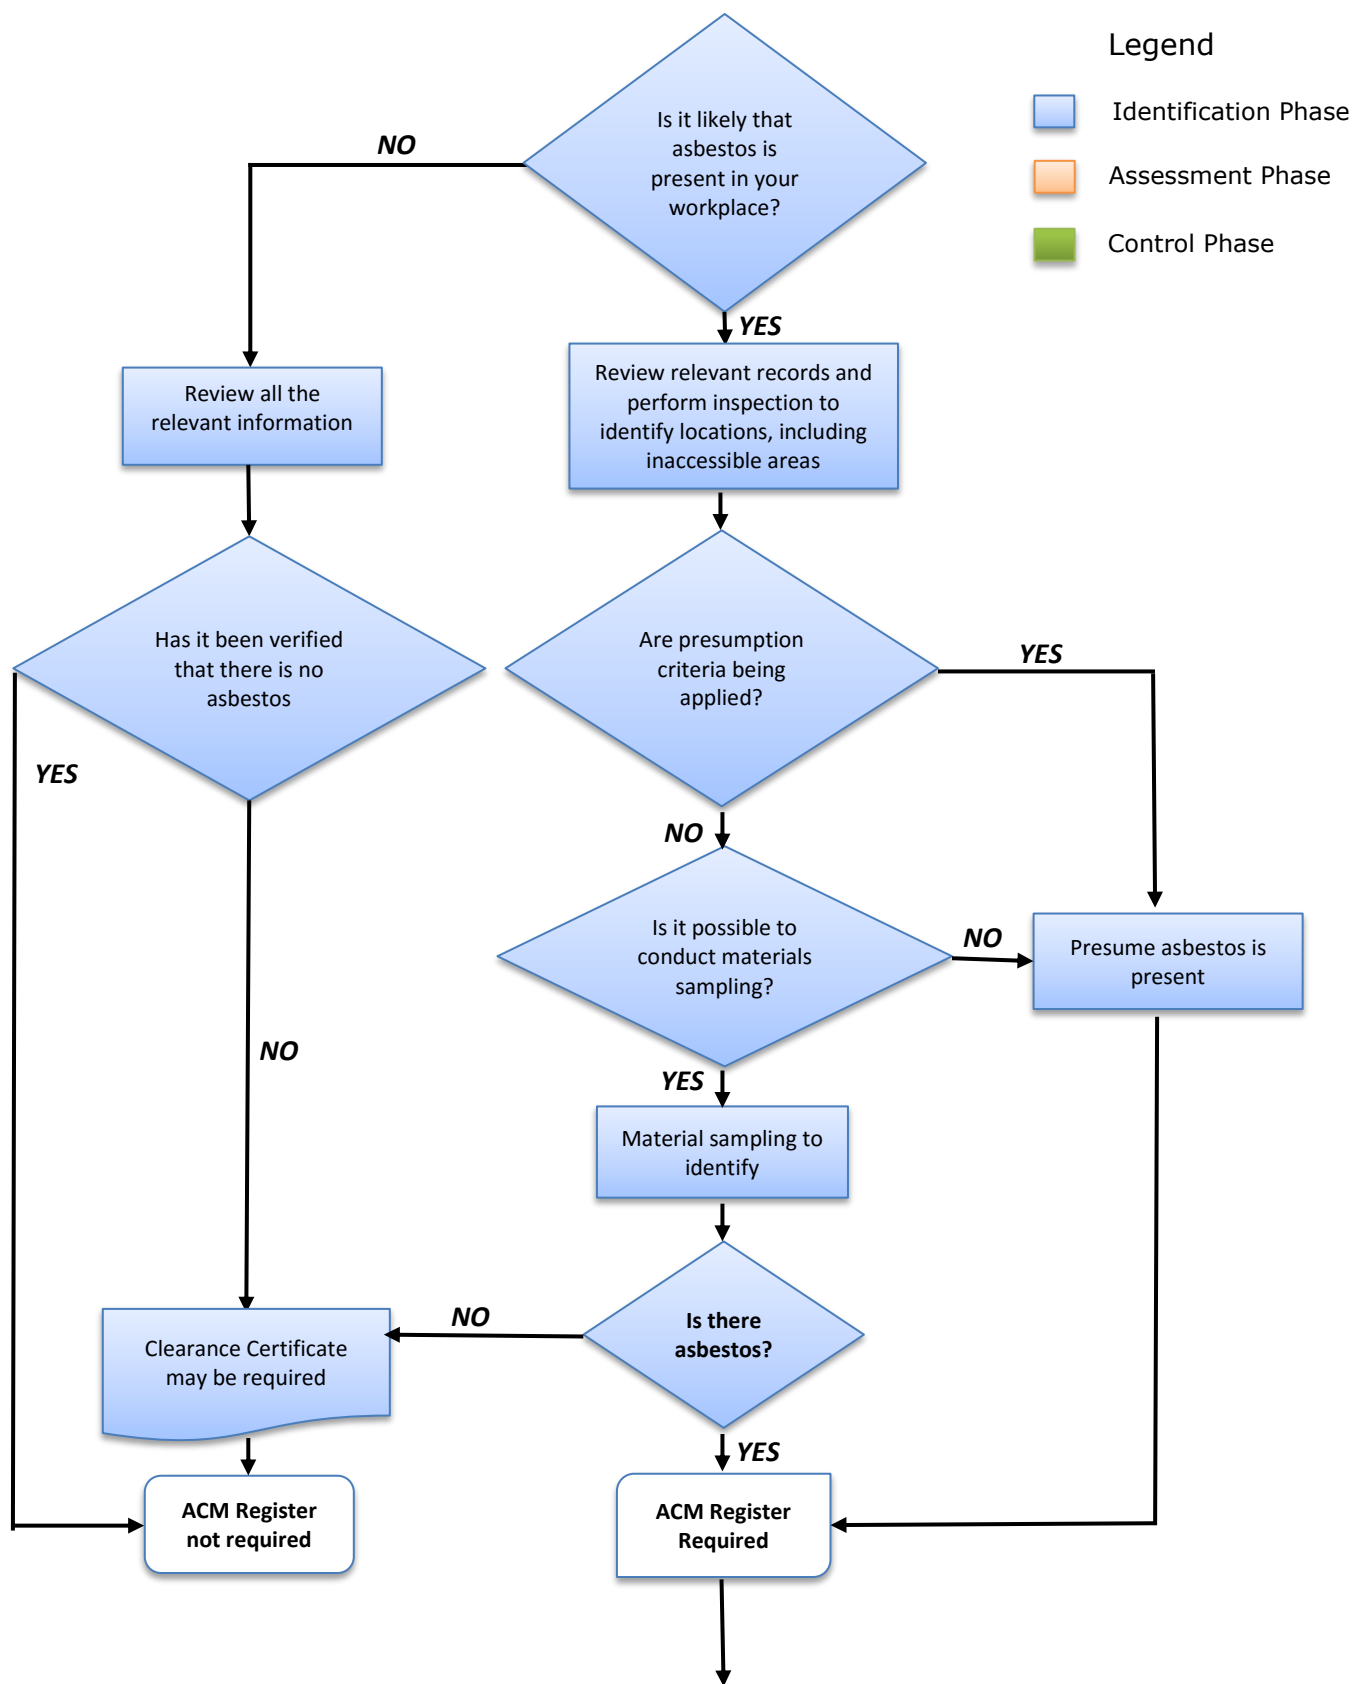 Legend
Identification Phase
Assessment Phase
Control Phase
Is it likely that
asbestos is
present in your
workplace?
NO
YES
Review all the
relevant information
Review relevant records and
perform inspection to
identify locations, including
inaccessible areas
Has it been verified
that there is no
asbestos
Are presumption
criteria being
applied?
YES
YES
NO
Is it possible to
conduct materials
sampling?
NO
Presume asbestos is
present
NO
YES
Material sampling to
identify
Is there
asbestos?
NO
Clearance Certificate
may be required
YES
ACM Register
not required
ACM Register
Required